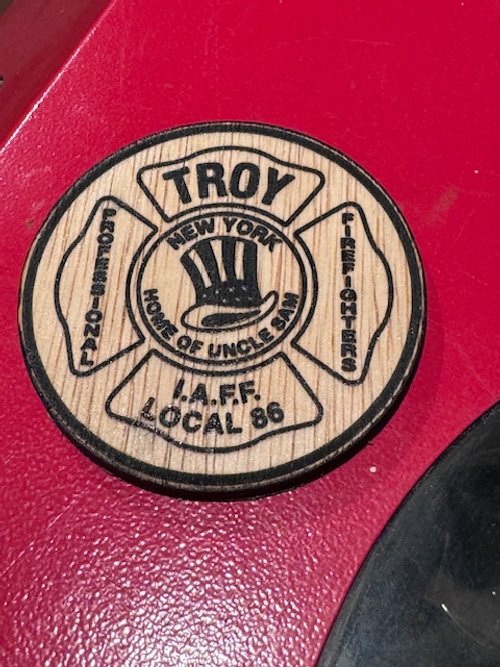 TROY
NEW YORK
HOME OF UNCLE SAM
PROFESSIONAL
FIREFIGHTERS
I.A.F.F.
LOCAL 86